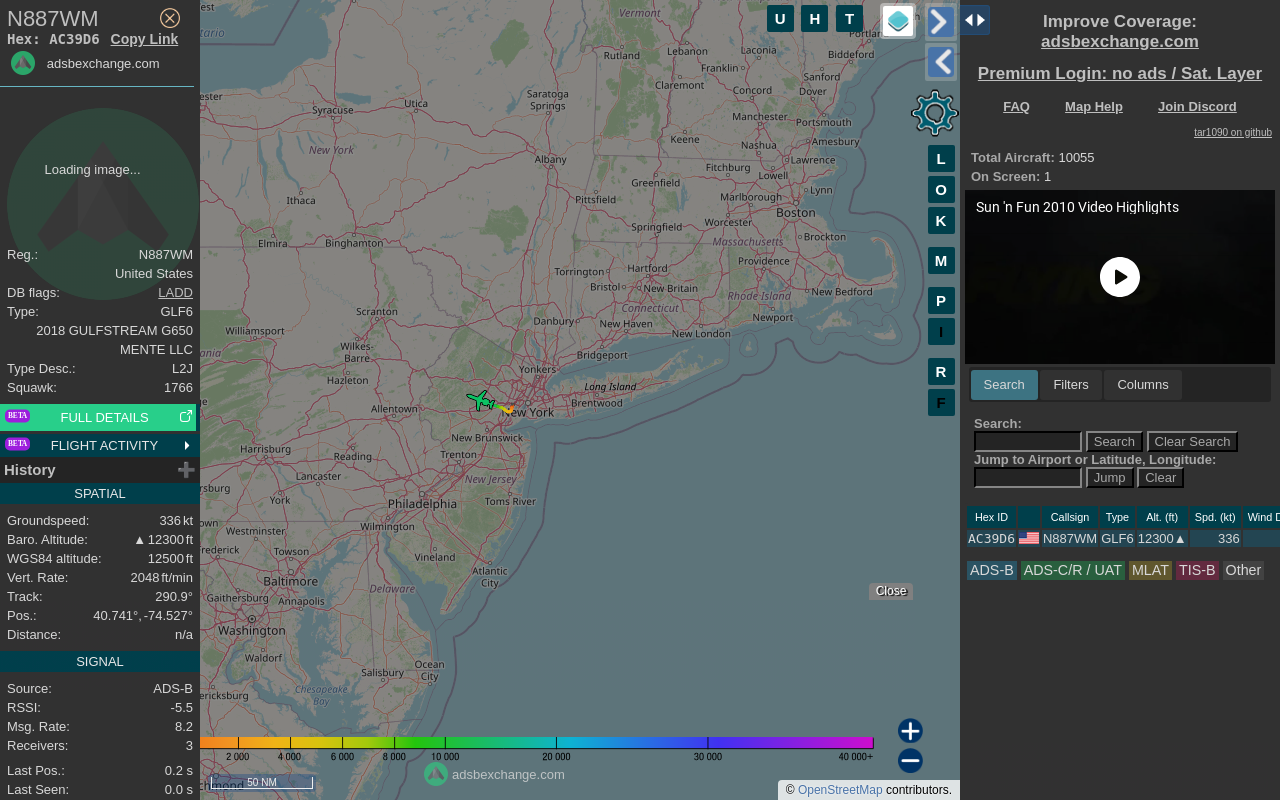 N887WM
Hex: AC39D6 Copy Link
adsbexchange.com
Loading image...
Reg.: N887WM
United States
DB flags: LADD
Type: GLF6
2018 GULFSTREAM G650
MENTE LLC
Type Desc.: L2J
Squawk: 1766
BETA FULL DETAILS
BETA FLIGHT ACTIVITY
History
SPATIAL
Groundspeed: 336 kt
Baro. Altitude: ▲ 12300 ft
WGS84 altitude: 12500 ft
Vert. Rate: 2048 ft/min
Track: 290.9°
Pos.: 40.741°, -74.527°
Distance: n/a
SIGNAL
Source: ADS-B
RSSI: -5.5
Msg. Rate: 8.2
Receivers: 3
Last Pos.: 0.2 s
Last Seen: 0.0 s
Vermont
Portland
Lebanon
Laconia
Biddeford
Rutland
Franklin
Sanford
Claremont
Concord
Dover
Saratoga
Springs
Syracuse
Utica
Manchester
Portsmouth
Keene
Nashua
Amesbury
New York
Albany
Lawrence
Fitchburg
Lowell
Greenfield
Lynn
Ithaca
Pittsfield
Marlborough
Boston
Worcester
Springfield
Elmira
Binghamton
Massachusetts
Brockton
Providence
Torrington
Hartford
Bristol
New Britain
New Bedford
Rhode Island
Connecticut
Scranton
Danbury
New Haven
Newport
Williamsport
New London
Wilkes-
Barre
Bridgeport
Yonkers
Hazleton
Long Island
Brentwood
Allentown
New York
New Brunswick
Harrisburg
Reading
Trenton
Lancaster
New Jersey
York
Philadelphia
Toms River
Wilmington
Westminster
Frederick
Towson
Vineland
Atlantic
City
Baltimore
Delaware
Gaithersburg
Annapolis
Washington
Waldorf
Ocean
City
Salisbury
Chesapeake
Bay
U H T
L
O
K
M
P
I
R
F
Close
2 000 4 000 6 000 8 000 10 000 20 000 30 000 40 000+
50 NM
adsbexchange.com
© OpenStreetMap contributors.
Improve Coverage:
adsbexchange.com
Premium Login: no ads / Sat. Layer
FAQ Map Help Join Discord
tar1090 on github
Total Aircraft: 10055
On Screen: 1
Sun 'n Fun 2010 Video Highlights
Search Filters Columns
Search:
Search Clear Search
Jump to Airport or Latitude, Longitude:
Jump Clear
Hex ID Callsign Type Alt. (ft) Spd. (kt) Wind D
AC39D6 N887WM GLF6 12300▲ 336
ADS-B ADS-C/R / UAT MLAT TIS-B Other